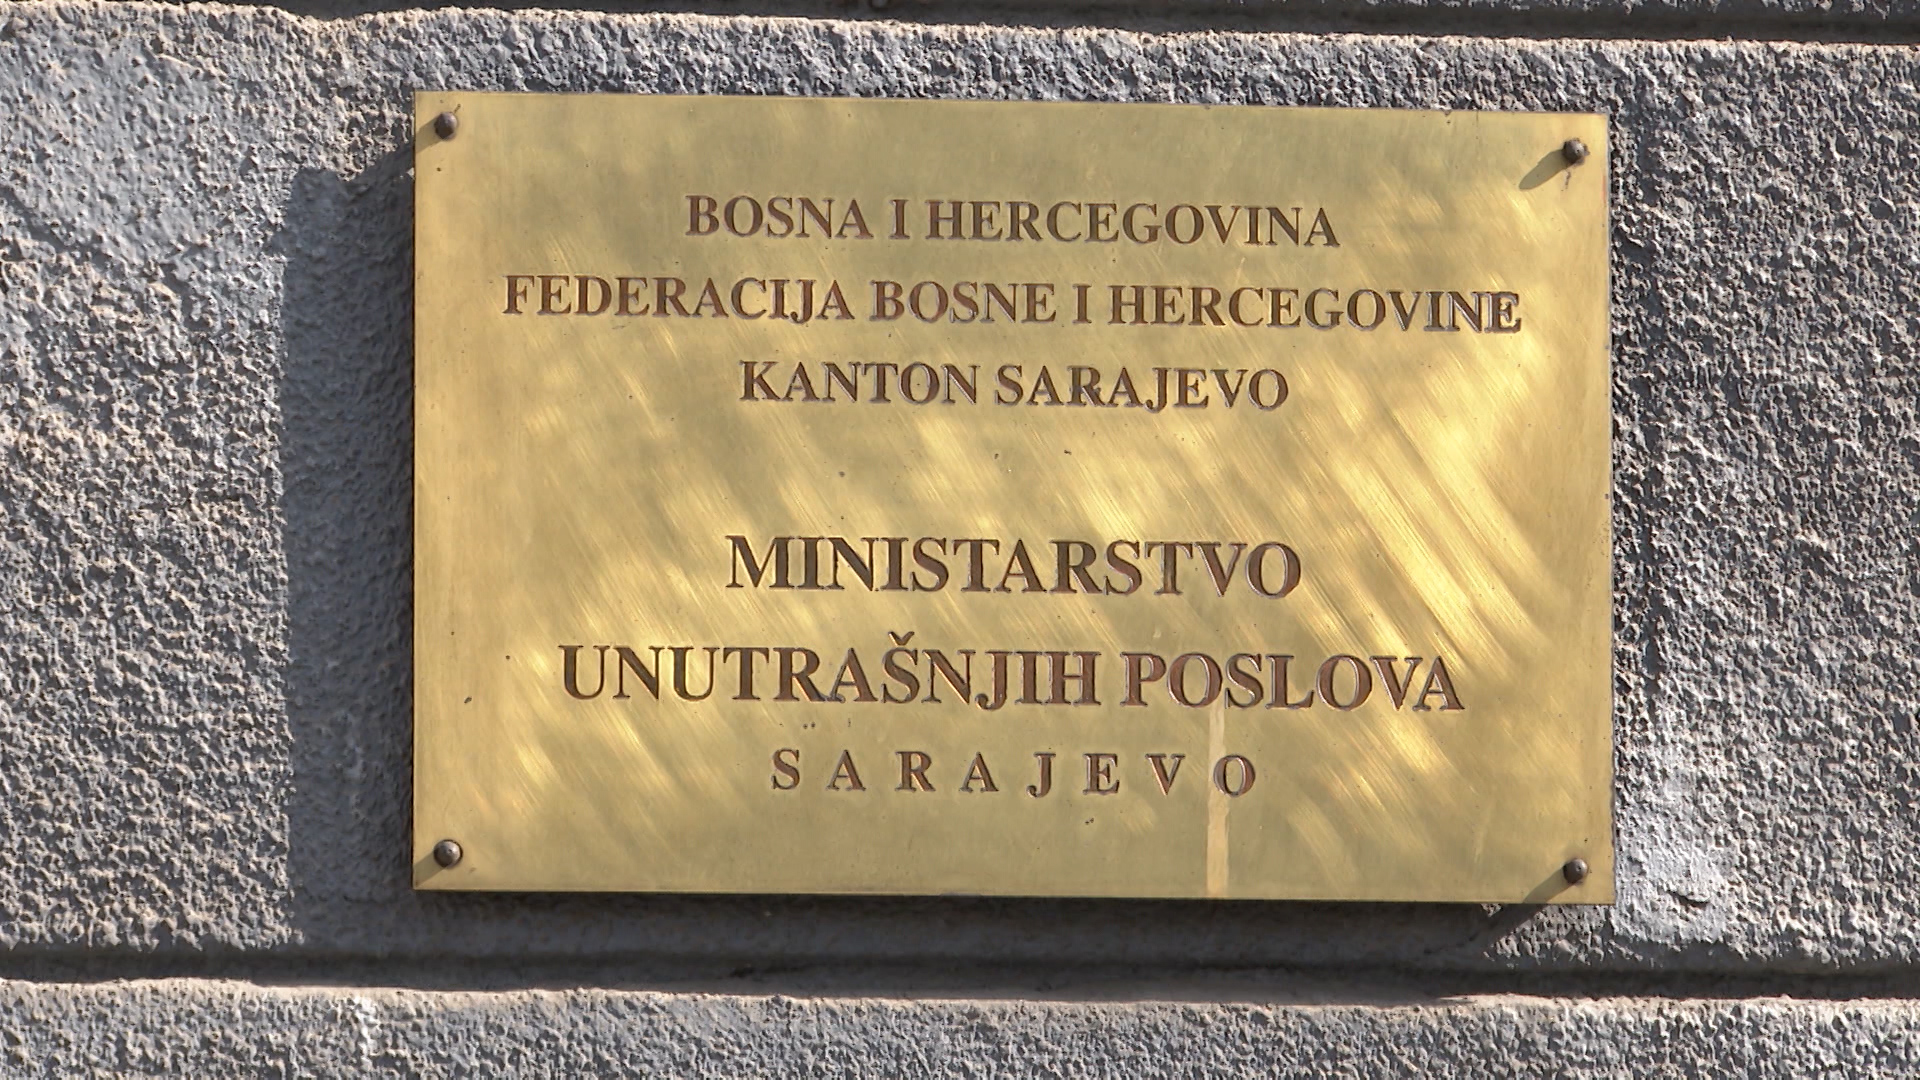 BOSNA I HERCEGOVINA
FEDERACIJA BOSNE I HERCEGOVINE
KANTON SARAJEVO
MINISTARSTVO
UNUTRAŠNJIH POSLOVA
SARAJEVO